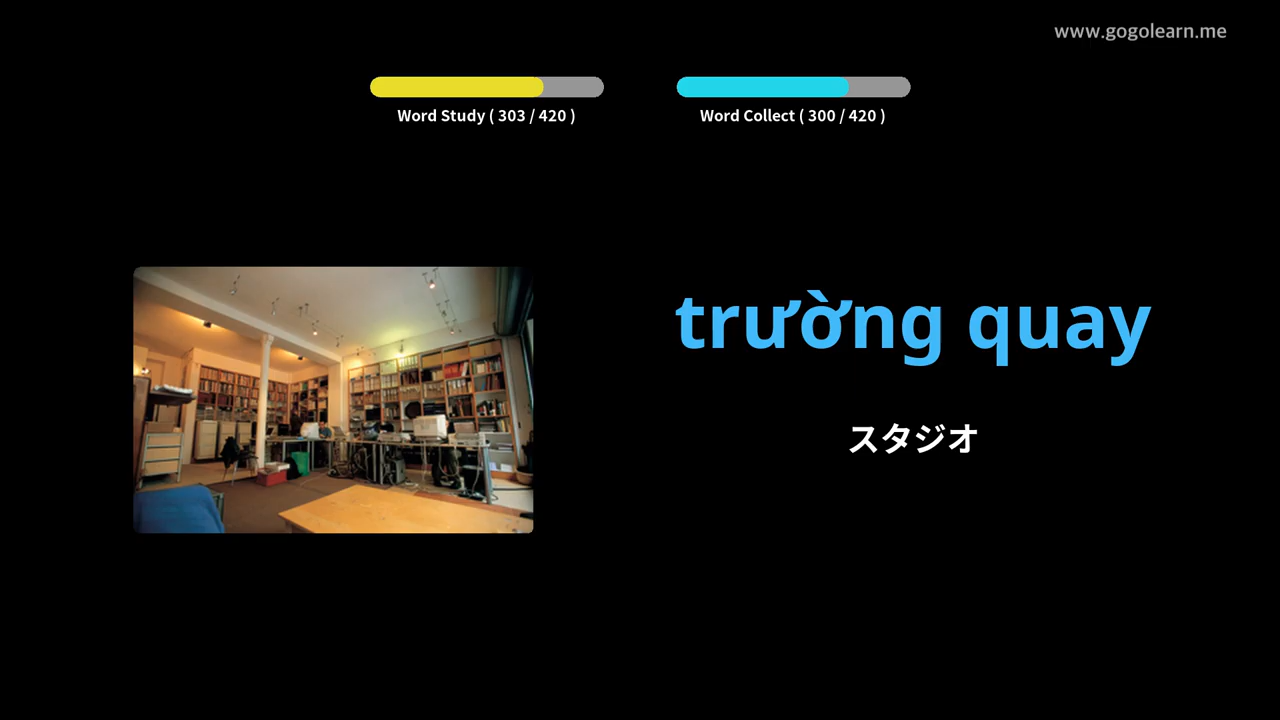 www.gogolearn.me
Word Study ( 303 / 420 )
Word Collect ( 300 / 420 )
trường quay
スタジオ